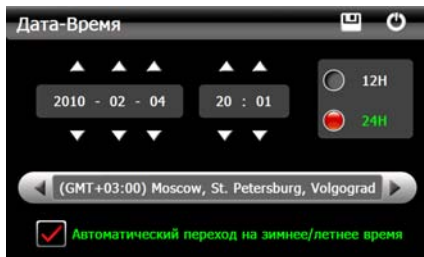 Дата-Время
2010 - 02 - 04 20 : 01
12H
24H
(GMT+03:00) Moscow, St. Petersburg, Volgograd
Автоматический переход на зимнее/летнее время